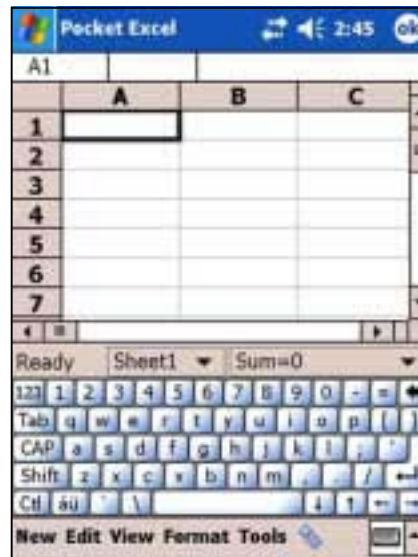 Pocket Excel 2:45 ok
A1
A B C
1
2
3
4
5
6
7
Ready Sheet1 Sum=0
123 1 2 3 4 5 6 7 8 9 0 - =
Tab q w e r t y u i o p [ ]
CAP a s d f g h j k l ; '
Shift z x c v b n m , . /
Ctl áü ` \
New Edit View Format Tools